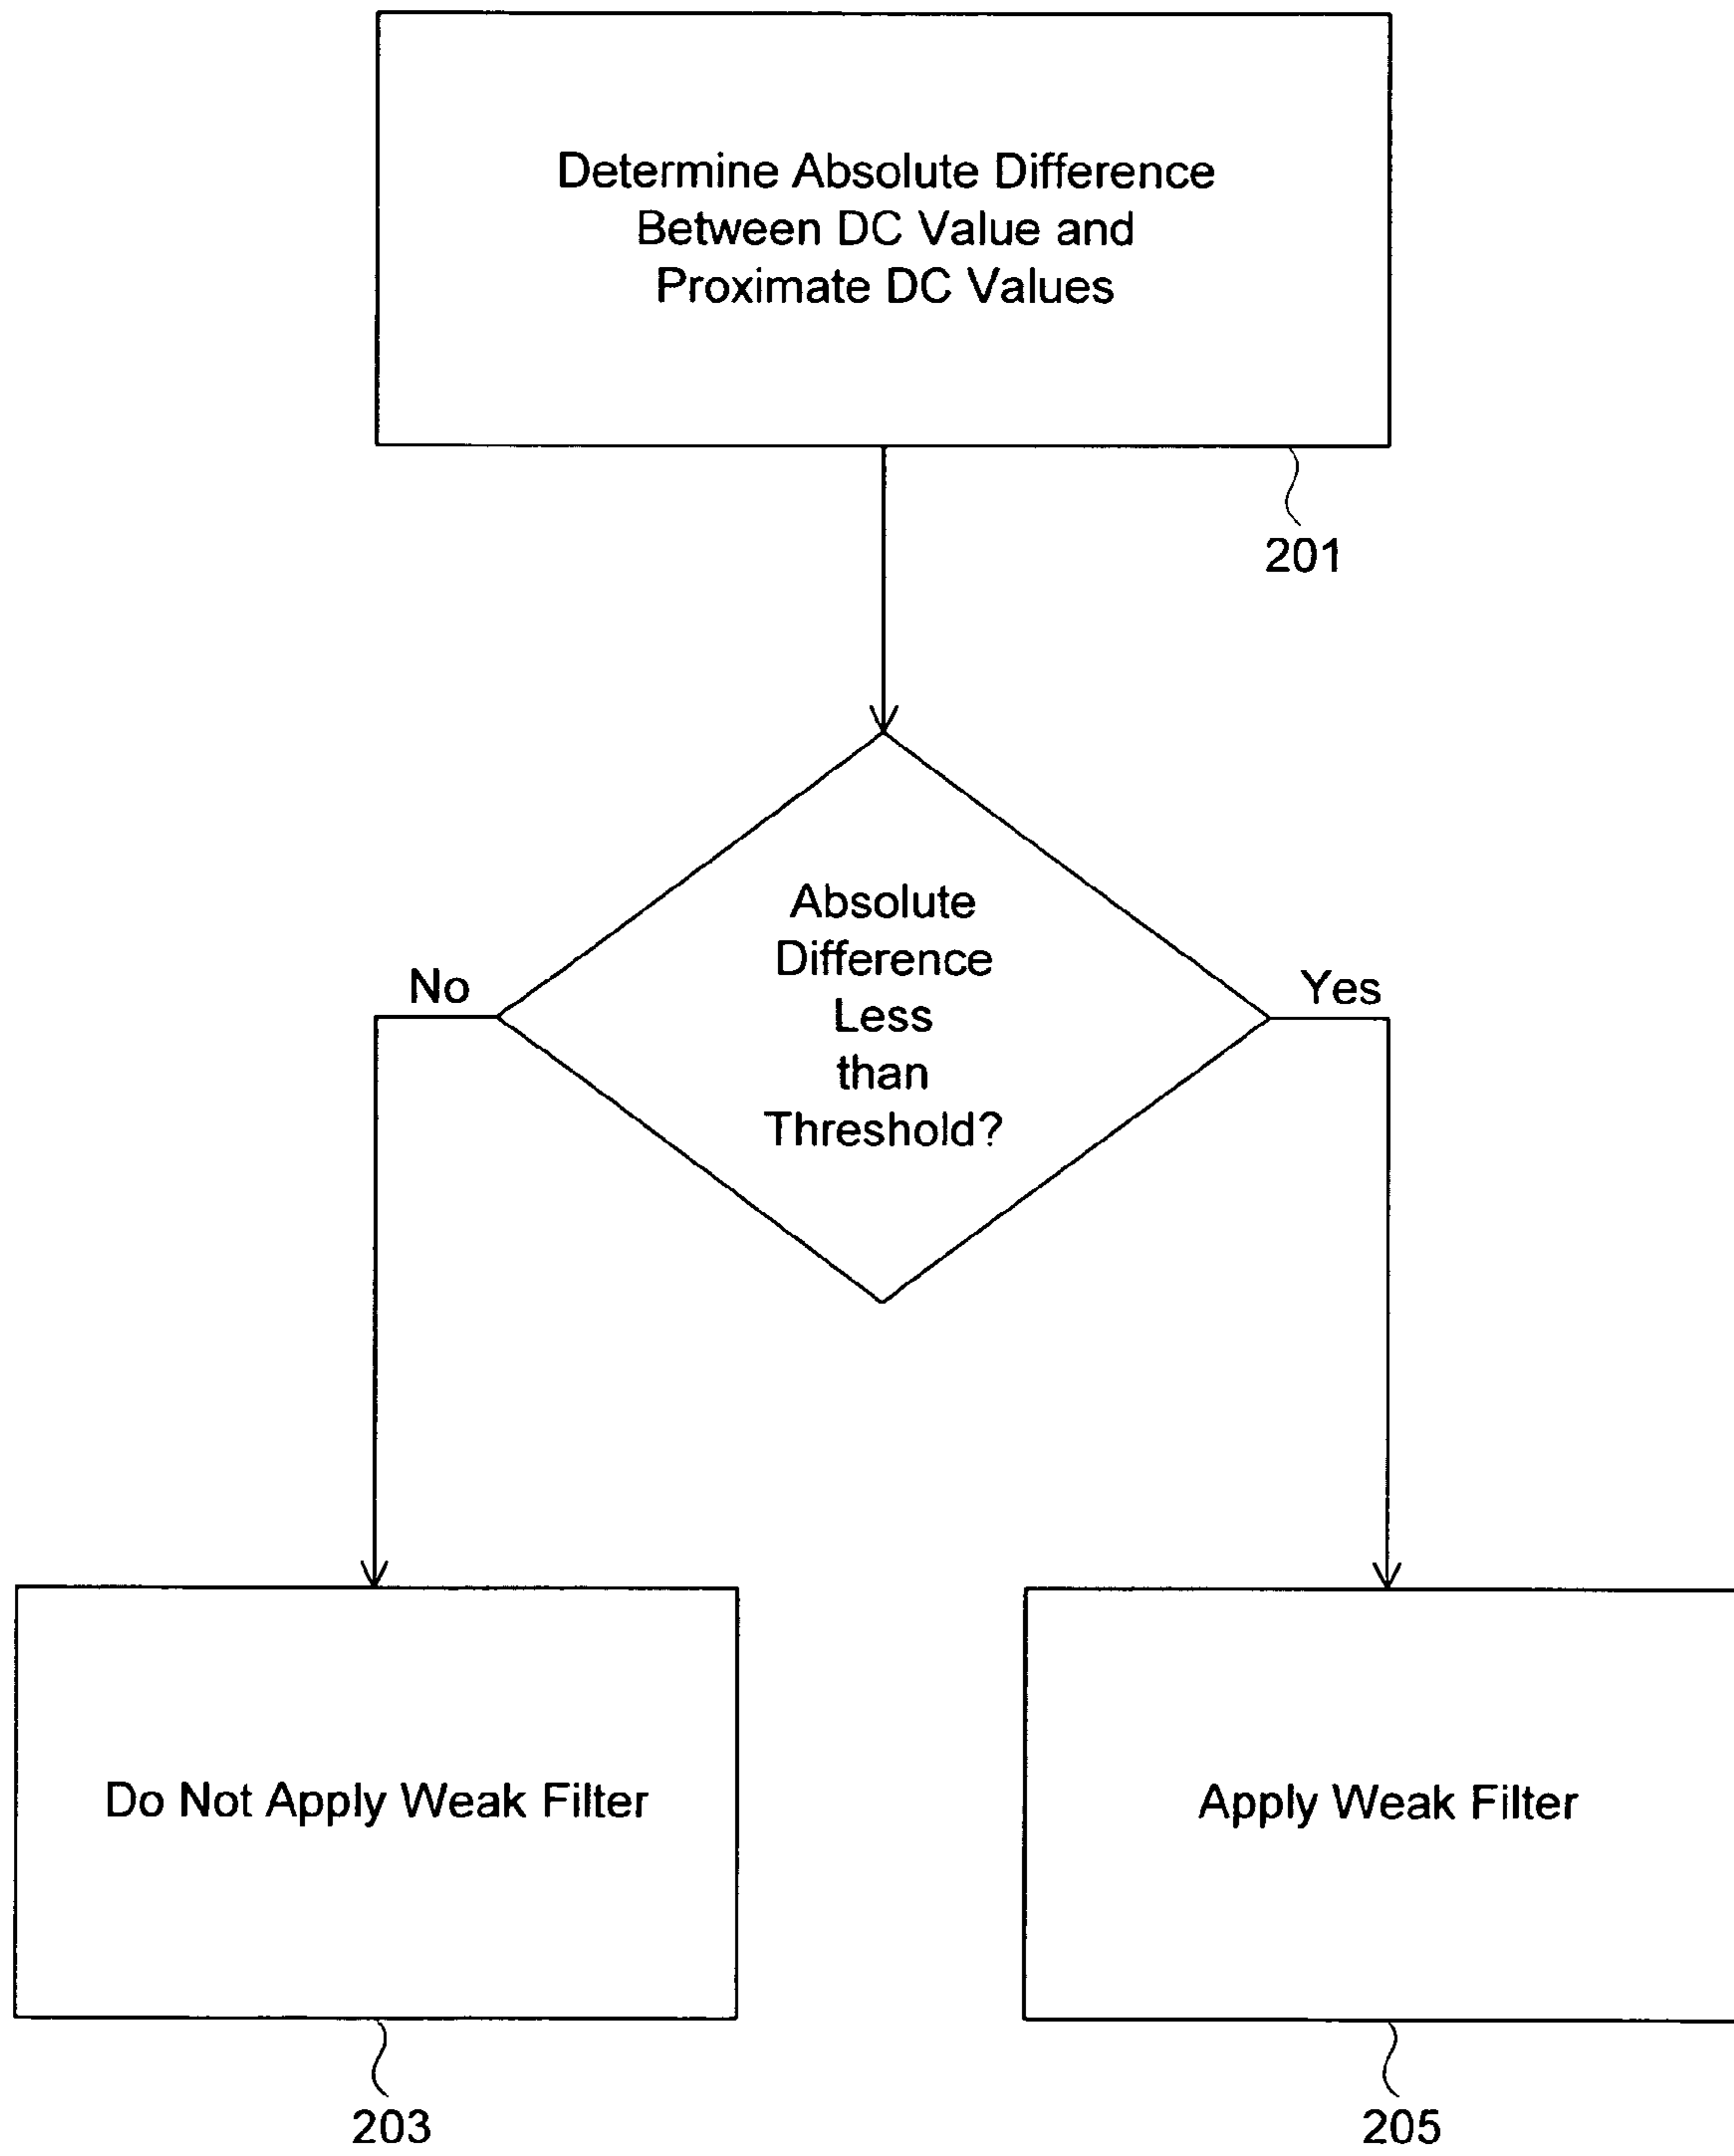 Determine Absolute Difference
Between DC Value and
Proximate DC Values
201
Absolute
Difference
Less
than
Threshold?
No
Yes
Do Not Apply Weak Filter
Apply Weak Filter
203
205